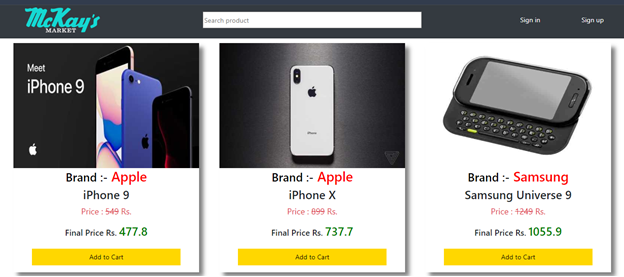 McKay's
MARKET
Search product
Sign in
Sign up
Meet
iPhone 9
iPhone
Brand :- Apple
iPhone 9
Price : 549 Rs.
Final Price Rs. 477.8
Add to Cart
Brand :- Apple
iPhone X
Price : 899 Rs.
Final Price Rs. 737.7
Add to Cart
Brand :- Samsung
Samsung Universe 9
Price : 1249 Rs.
Final Price Rs. 1055.9
Add to Cart